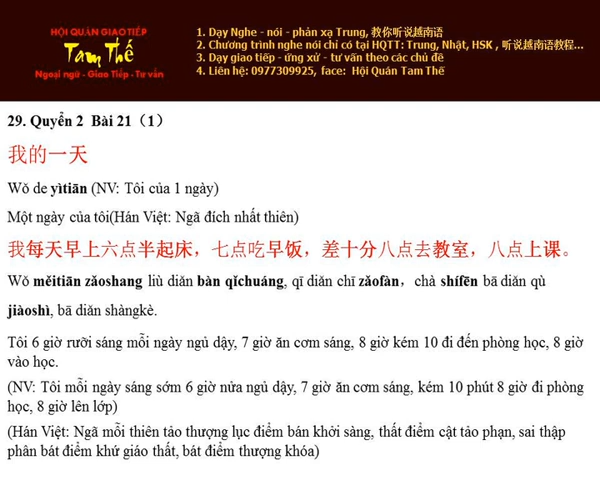 HỘI QUÁN GIAO TIẾP
Tam Thế
Ngoại ngữ - Giao Tiếp - Tư vấn
1. Dạy Nghe - nói - phản xạ Trung, 教你听说越南语
2. Chương trình nghe nói chỉ có tại HQTT: Trung, Nhật, HSK , 听说越南语教程...
3. Dạy giao tiếp - ứng xử - tư vấn theo các chủ đề
4. Liên hệ: 0977309925, face: Hội Quán Tam Thế
29. Quyển 2 Bài 21（1）
我的一天
Wǒ de yìtiān (NV: Tôi của 1 ngày)
Một ngày của tôi(Hán Việt: Ngã đích nhất thiên)
我每天早上六点半起床，七点吃早饭，差十分八点去教室，八点上课。
Wǒ měitiān zǎoshang liù diǎn bàn qǐchuáng, qī diǎn chī zǎofàn，chà shífēn bā diǎn qù
jiàoshì, bā diǎn shàngkè.
Tôi 6 giờ rưỡi sáng mỗi ngày ngủ dậy, 7 giờ ăn cơm sáng, 8 giờ kém 10 đi đến phòng học, 8 giờ
vào học.
(NV: Tôi mỗi ngày sáng sớm 6 giờ nửa ngủ dậy, 7 giờ ăn cơm sáng, kém 10 phút 8 giờ đi phòng
học, 8 giờ lên lớp)
(Hán Việt: Ngã mỗi thiên tảo thượng lục điểm bán khởi sàng, thất điểm cật tảo phạn, sai thập
phân bát điểm khứ giáo thất, bát điểm thượng khóa)